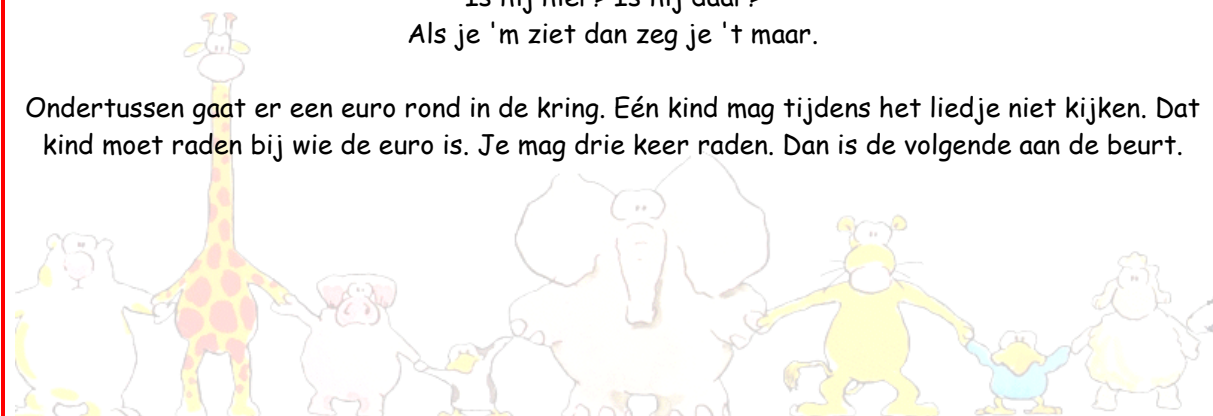 Is hij hier? Is hij daar?
Als je 'm ziet dan zeg je 't maar.
Ondertussen gaat er een euro rond in de kring. Eén kind mag tijdens het liedje niet kijken. Dat
kind moet raden bij wie de euro is. Je mag drie keer raden. Dan is de volgende aan de beurt.